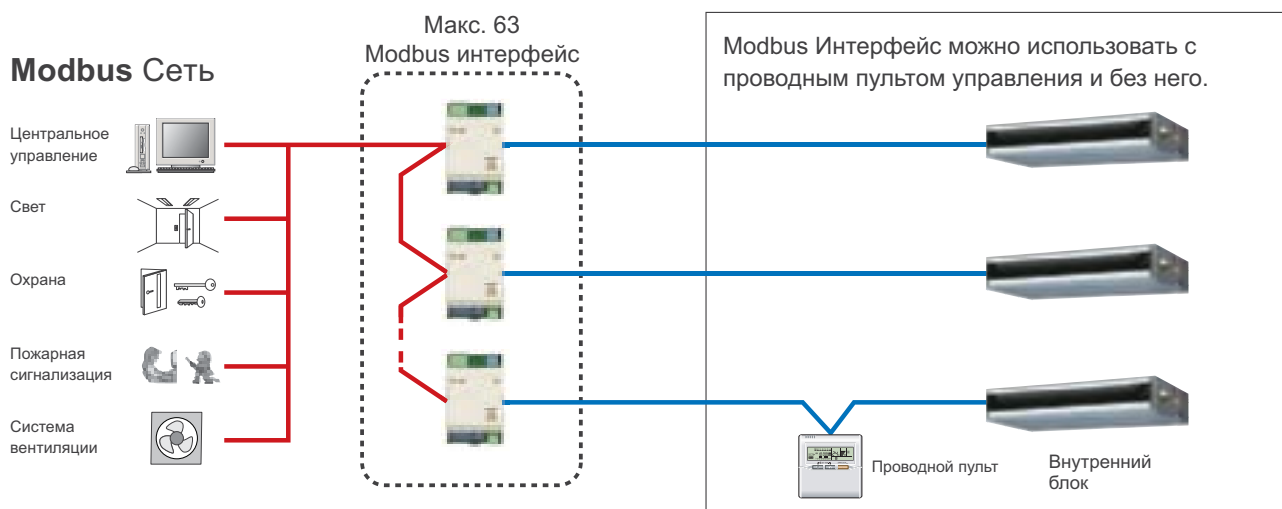 Макс. 63
Modbus интерфейс
Modbus Сеть
Центральное
управление
Свет
Охрана
Пожарная
сигнализация
Система
вентиляции
Modbus Интерфейс можно использовать с
проводным пультом управления и без него.
Проводной пульт
Внутренний
блок